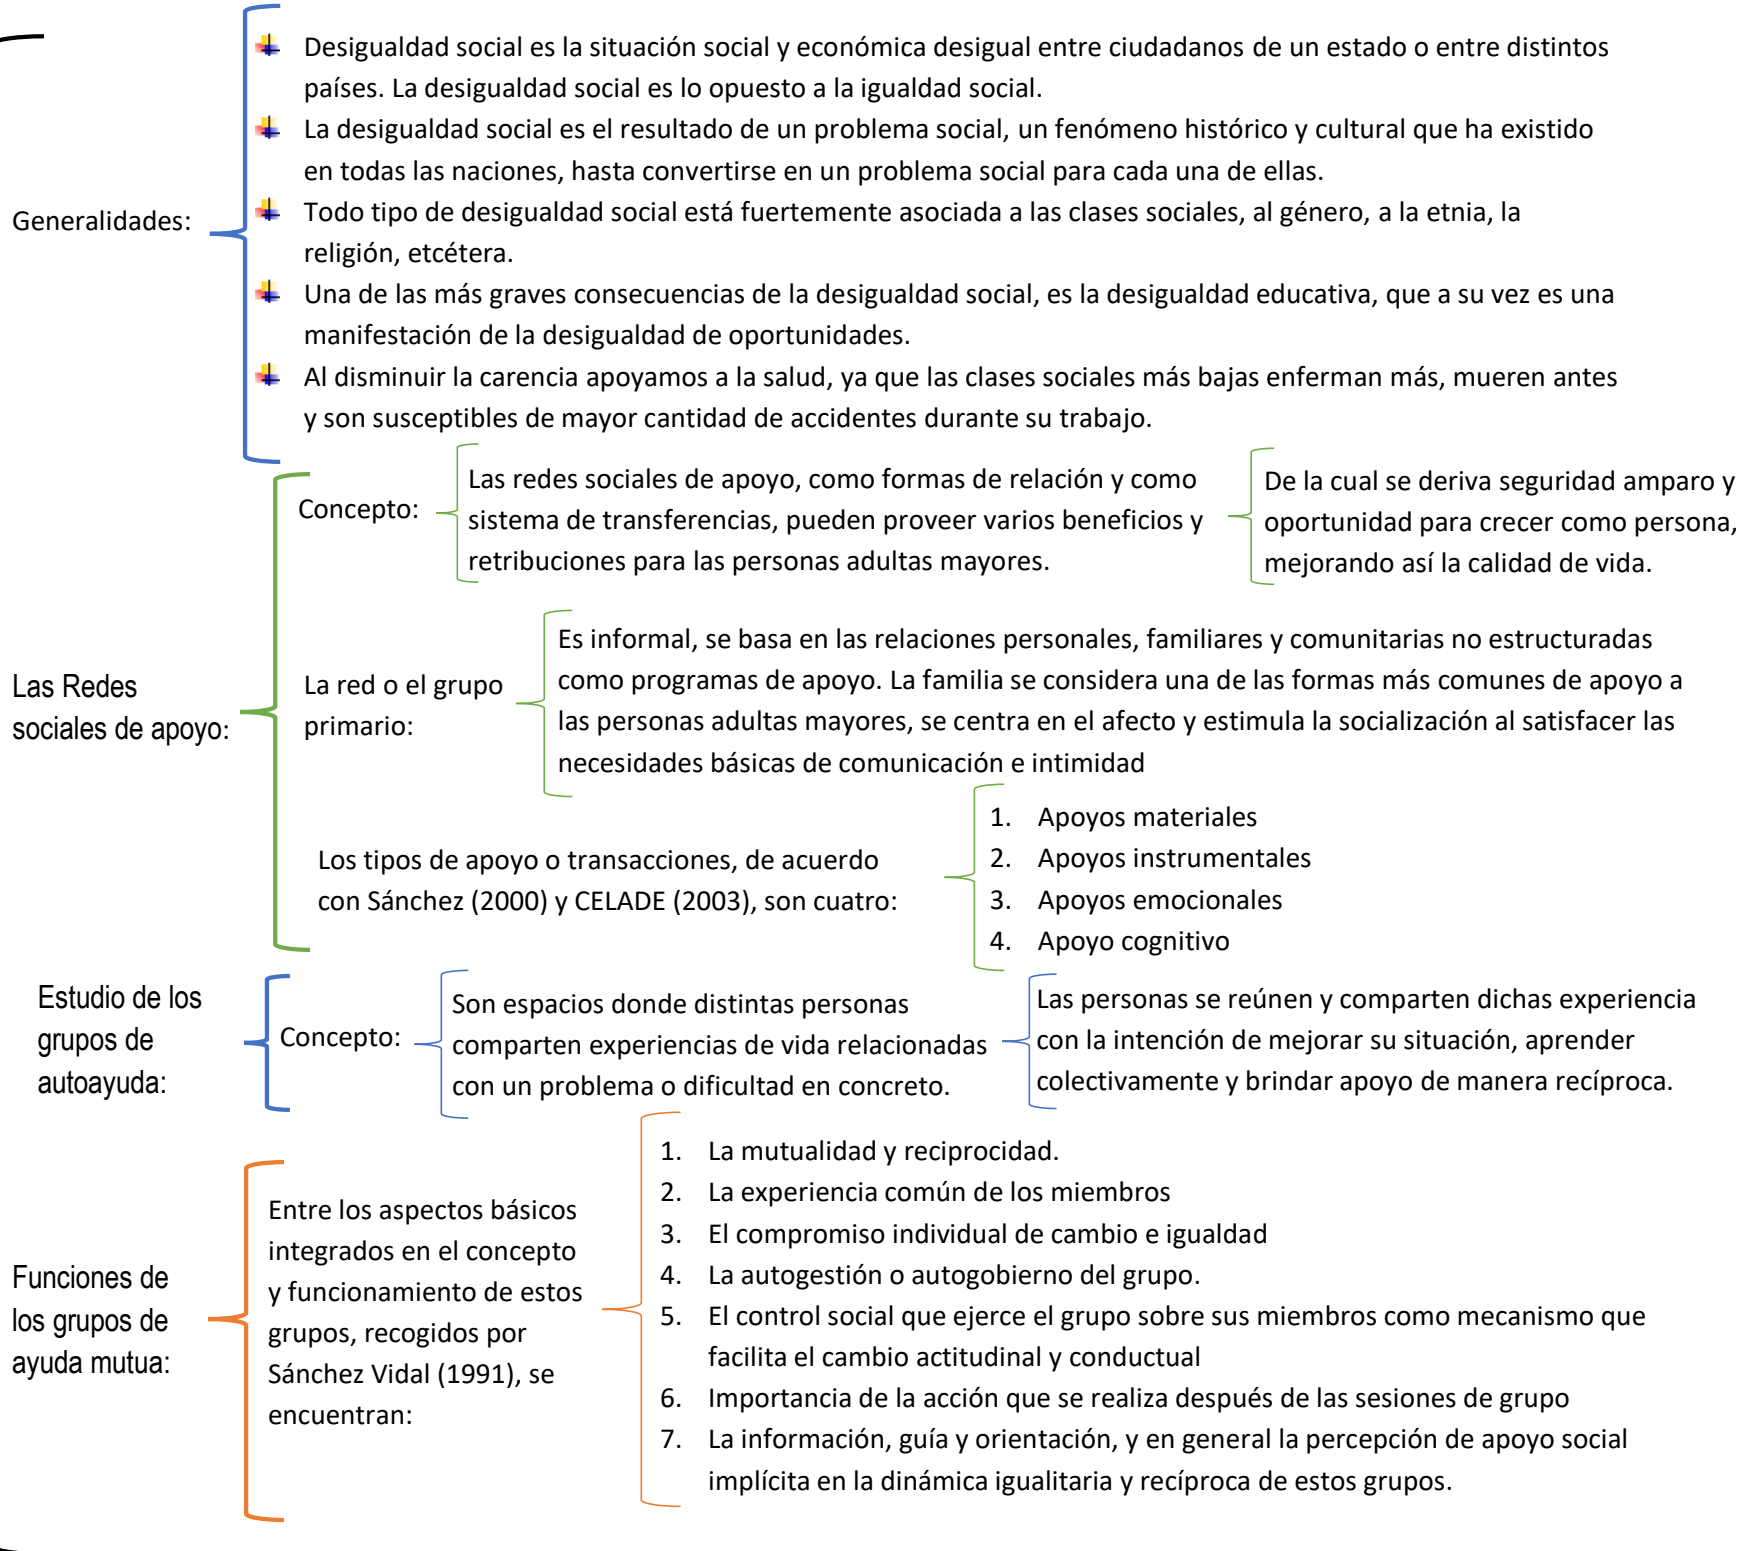 Generalidades:
Desigualdad social es la situación social y económica desigual entre ciudadanos de un estado o entre distintos
países. La desigualdad social es lo opuesto a la igualdad social.
La desigualdad social es el resultado de un problema social, un fenómeno histórico y cultural que ha existido
en todas las naciones, hasta convertirse en un problema social para cada una de ellas.
Todo tipo de desigualdad social está fuertemente asociada a las clases sociales, al género, a la etnia, la
religión, etcétera.
Una de las más graves consecuencias de la desigualdad social, es la desigualdad educativa, que a su vez es una
manifestación de la desigualdad de oportunidades.
Al disminuir la carencia apoyamos a la salud, ya que las clases sociales más bajas enferman más, mueren antes
y son susceptibles de mayor cantidad de accidentes durante su trabajo.
Las Redes
sociales de apoyo:
Concepto:
Las redes sociales de apoyo, como formas de relación y como
sistema de transferencias, pueden proveer varios beneficios y
retribuciones para las personas adultas mayores.
De la cual se deriva seguridad amparo y
oportunidad para crecer como persona,
mejorando así la calidad de vida.
La red o el grupo
primario:
Es informal, se basa en las relaciones personales, familiares y comunitarias no estructuradas
como programas de apoyo. La familia se considera una de las formas más comunes de apoyo a
las personas adultas mayores, se centra en el afecto y estimula la socialización al satisfacer las
necesidades básicas de comunicación e intimidad
Los tipos de apoyo o transacciones, de acuerdo
con Sánchez (2000) y CELADE (2003), son cuatro:
1. Apoyos materiales
2. Apoyos instrumentales
3. Apoyos emocionales
4. Apoyo cognitivo
Estudio de los
grupos de
autoayuda:
Concepto:
Son espacios donde distintas personas
comparten experiencias de vida relacionadas
con un problema o dificultad en concreto.
Las personas se reúnen y comparten dichas experiencia
con la intención de mejorar su situación, aprender
colectivamente y brindar apoyo de manera recíproca.
Funciones de
los grupos de
ayuda mutua:
Entre los aspectos básicos
integrados en el concepto
y funcionamiento de estos
grupos, recogidos por
Sánchez Vidal (1991), se
encuentran:
1. La mutualidad y reciprocidad.
2. La experiencia común de los miembros
3. El compromiso individual de cambio e igualdad
4. La autogestión o autogobierno del grupo.
5. El control social que ejerce el grupo sobre sus miembros como mecanismo que
facilita el cambio actitudinal y conductual
6. Importancia de la acción que se realiza después de las sesiones de grupo
7. La información, guía y orientación, y en general la percepción de apoyo social
implícita en la dinámica igualitaria y recíproca de estos grupos.